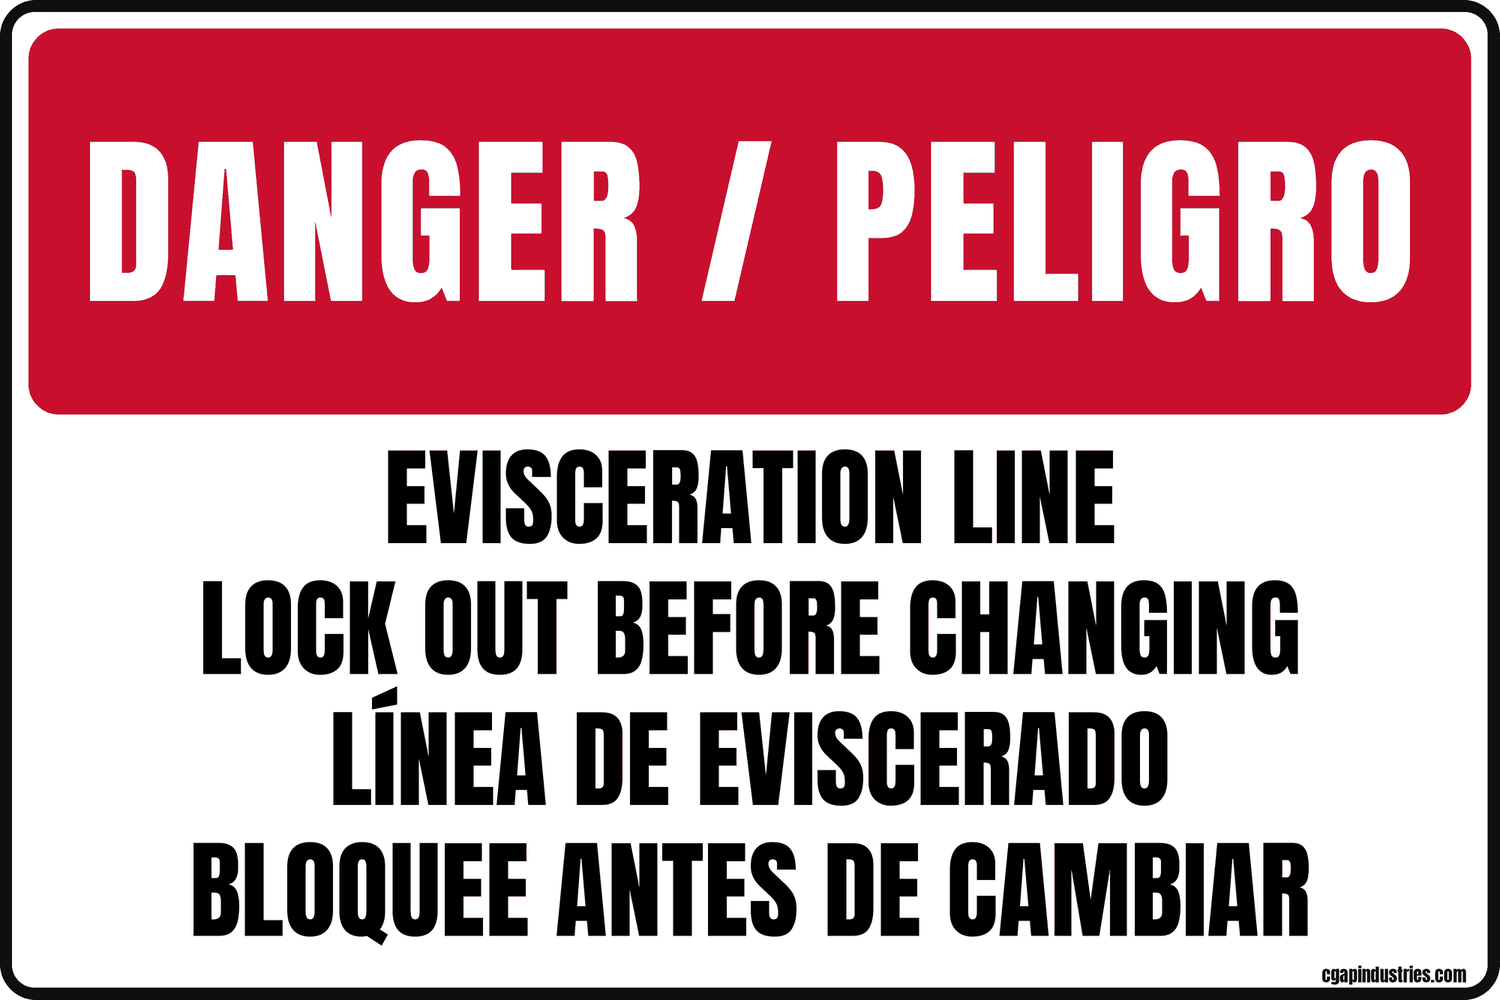 DANGER / PELIGRO
EVISCERATION LINE
LOCK OUT BEFORE CHANGING
LÍNEA DE EVISCERADO
BLOQUEE ANTES DE CAMBIAR
cgapindustries.com